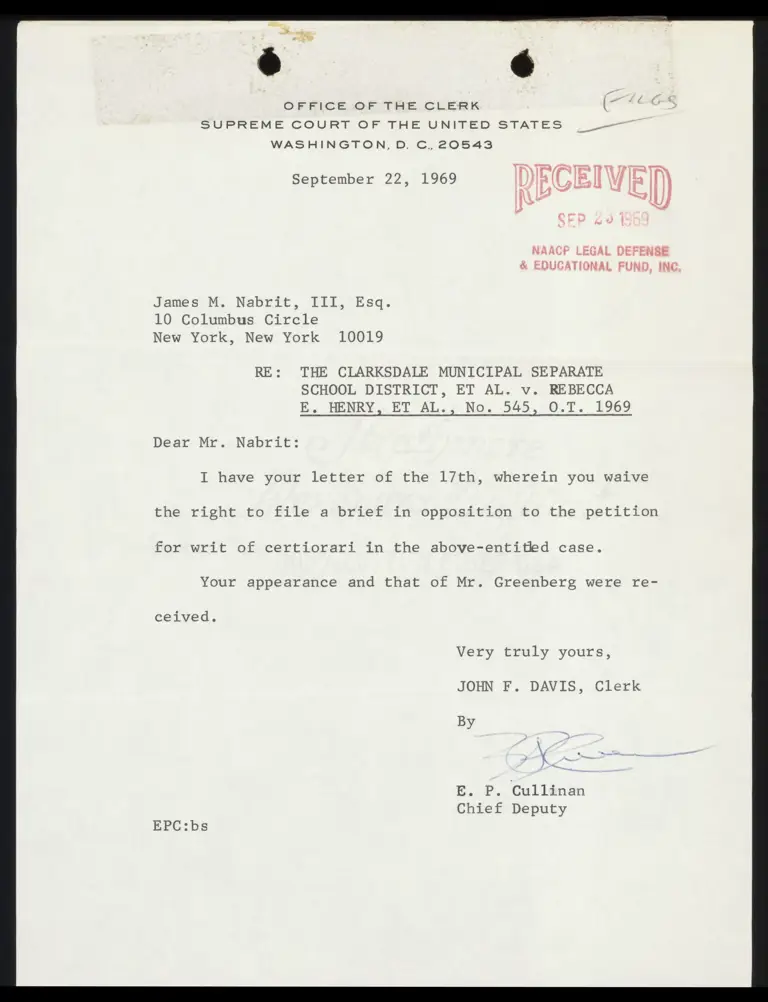 OFFICE OF THE CLERK
SUPREME COURT OF THE UNITED STATES
WASHINGTON, D. C., 20543
September 22, 1969
RECEIVED
SEP 1969
NAACP LEGAL DEFENSE
& EDUCATIONAL FUND, INC.
James M. Nabrit, III, Esq.
10 Columbus Circle
New York, New York 10019
RE: THE CLARKSDALE MUNICIPAL SEPARATE
SCHOOL DISTRICT, ET AL. v. REBECCA
E. HENRY, ET AL., No. 545, O.T. 1969
Dear Mr. Nabrit:
I have your letter of the 17th, wherein you waive
the right to file a brief in opposition to the petition
for writ of certiorari in the above-entitled case.
Your appearance and that of Mr. Greenberg were re-
ceived.
Very truly yours,
JOHN F. DAVIS, Clerk
By
E. P. Cullinan
Chief Deputy
EPC:bs